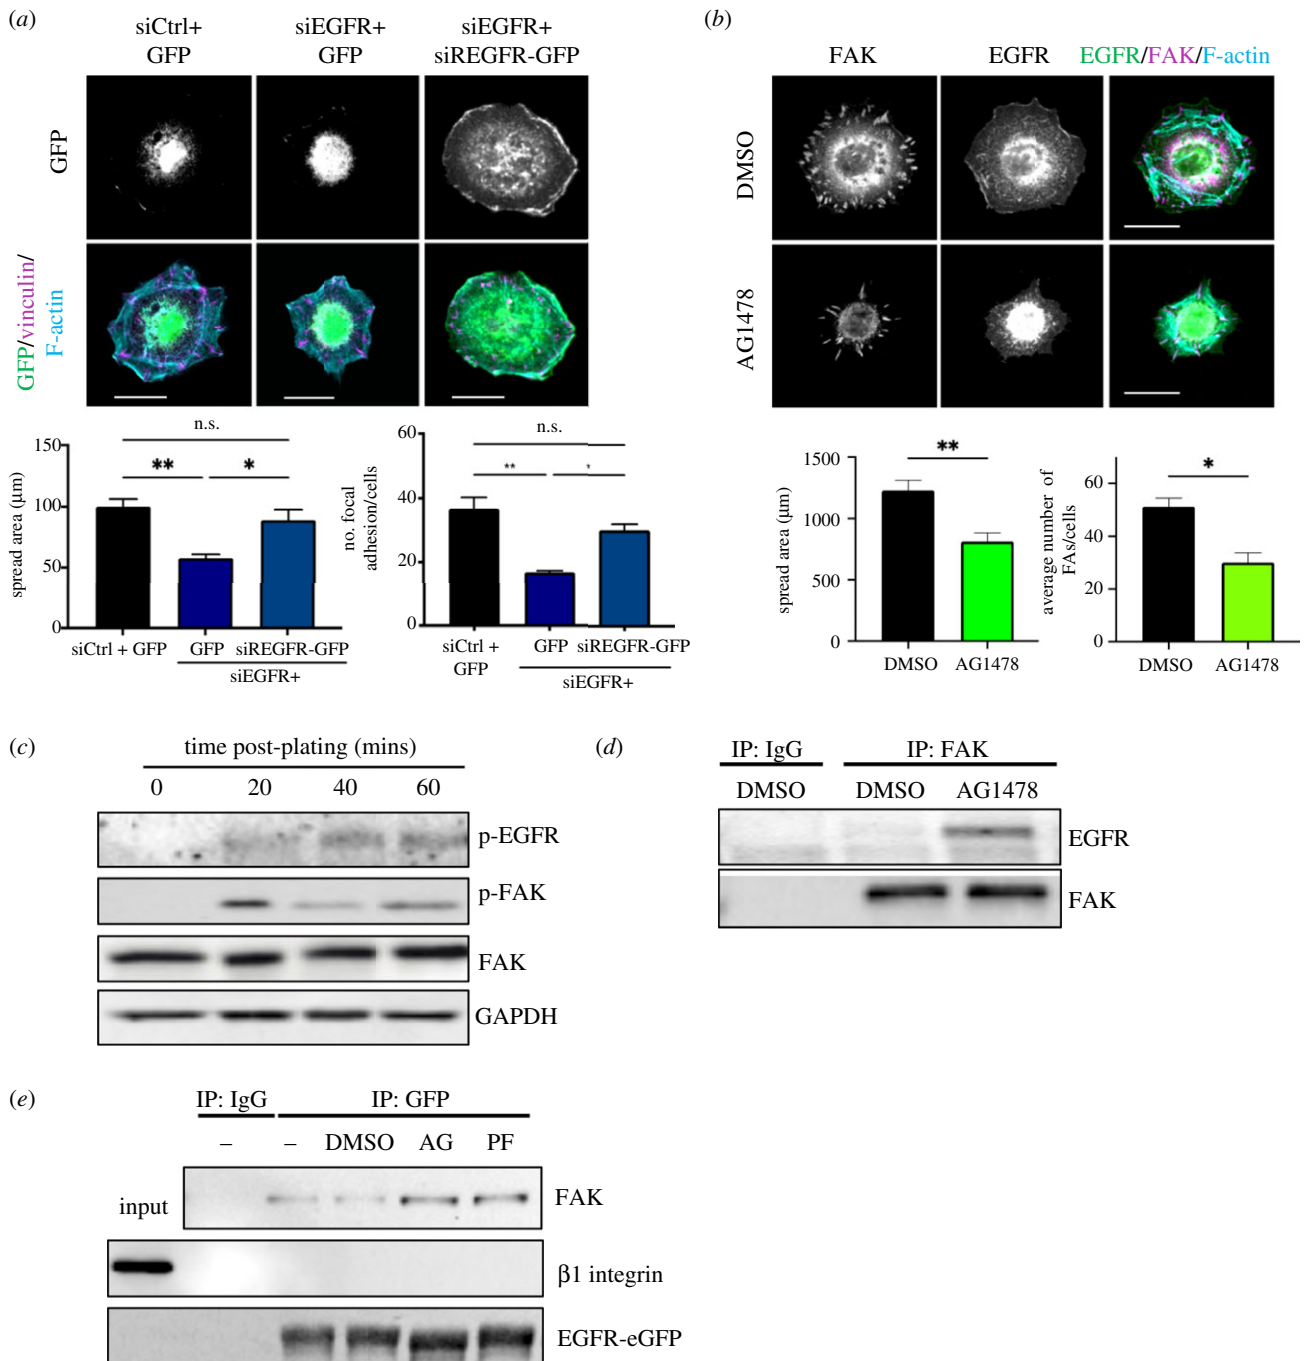 (a)
siCtrl+
GFP
siEGFR+
GFP
siEGFR+
siREGFR-GFP
GFP
GFP/vinculin/
F-actin
n.s.
**
*
150
100
50
0
spread area (μm)
siCtrl + GFP
GFP
siREGFR-GFP
siEGFR+
n.s.
**
*
60
40
20
0
no. focal
adhesion/cells
siCtrl +
GFP
GFP
siREGFR-GFP
siEGFR+
(b)
FAK
EGFR
EGFR/FAK/F-actin
DMSO
AG1478
**
1500
1000
500
0
spread area (μm)
DMSO
AG1478
*
60
40
20
0
average number of
FAs/cells
DMSO
AG1478
(c)
time post-plating (mins)
0 20 40 60
p-EGFR
p-FAK
FAK
GAPDH
(d)
IP: IgG
IP: FAK
DMSO
DMSO
AG1478
EGFR
FAK
(e)
IP: IgG
IP: GFP
–
–
DMSO
AG
PF
input
FAK
β1 integrin
EGFR-eGFP